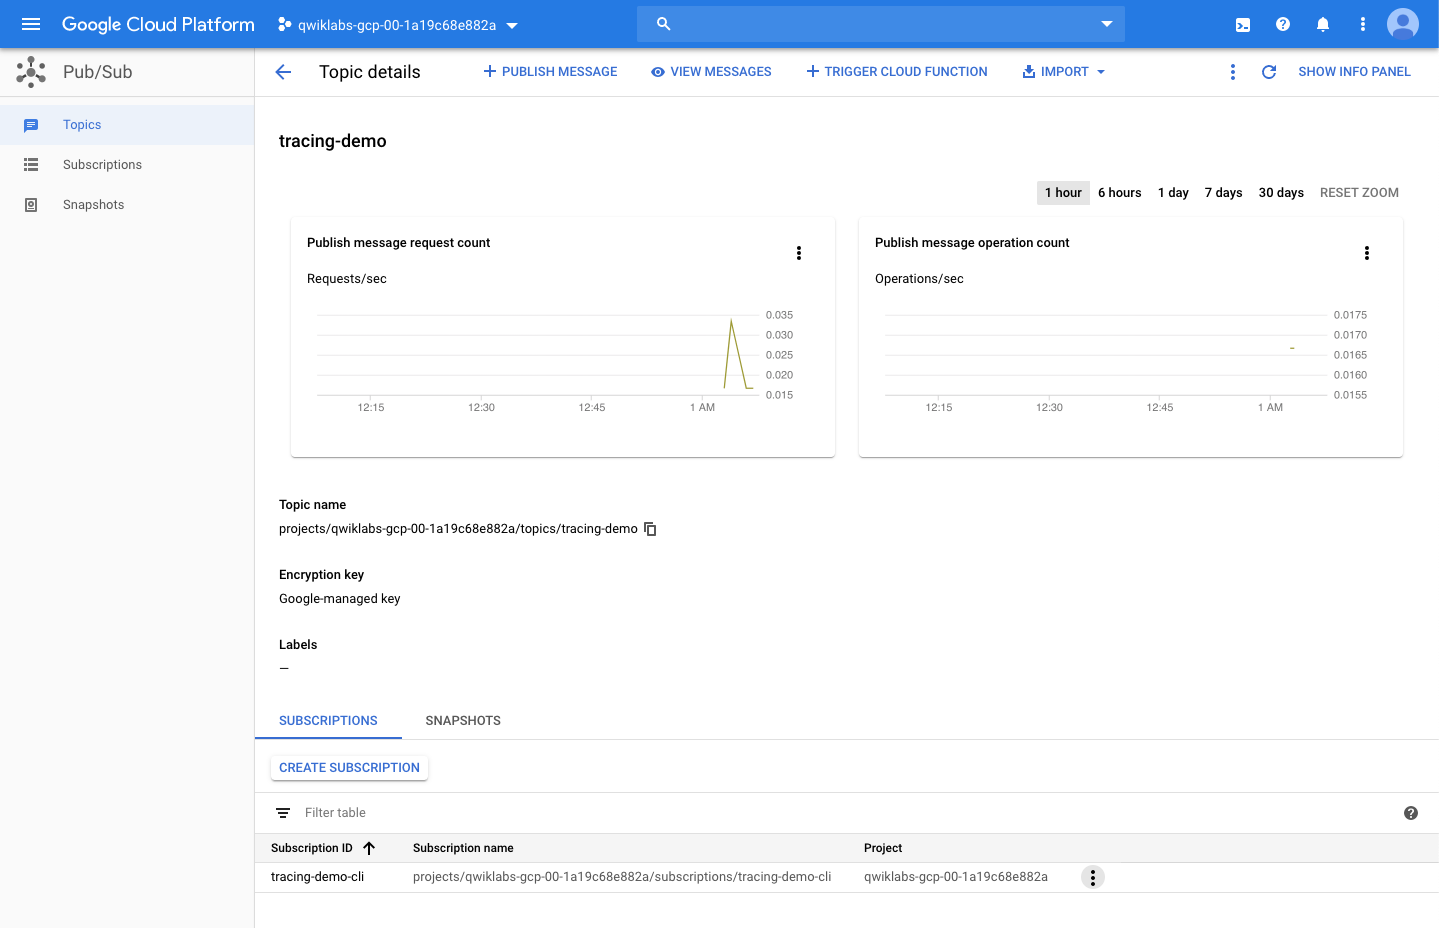 Google Cloud Platform
qwiklabs-gcp-00-1a19c68e882a
Pub/Sub
Topic details
PUBLISH MESSAGE
VIEW MESSAGES
TRIGGER CLOUD FUNCTION
IMPORT
SHOW INFO PANEL
Topics
Subscriptions
Snapshots
tracing-demo
1 hour 6 hours 1 day 7 days 30 days RESET ZOOM
Publish message request count
Requests/sec
0.035
0.030
0.025
0.020
0.015
12:15 12:30 12:45 1 AM
Publish message operation count
Operations/sec
0.0175
0.0170
0.0165
0.0160
0.0155
12:15 12:30 12:45 1 AM
Topic name
projects/qwiklabs-gcp-00-1a19c68e882a/topics/tracing-demo
Encryption key
Google-managed key
Labels
—
SUBSCRIPTIONS SNAPSHOTS
CREATE SUBSCRIPTION
Filter table
Subscription ID Subscription name Project
tracing-demo-cli projects/qwiklabs-gcp-00-1a19c68e882a/subscriptions/tracing-demo-cli qwiklabs-gcp-00-1a19c68e882a